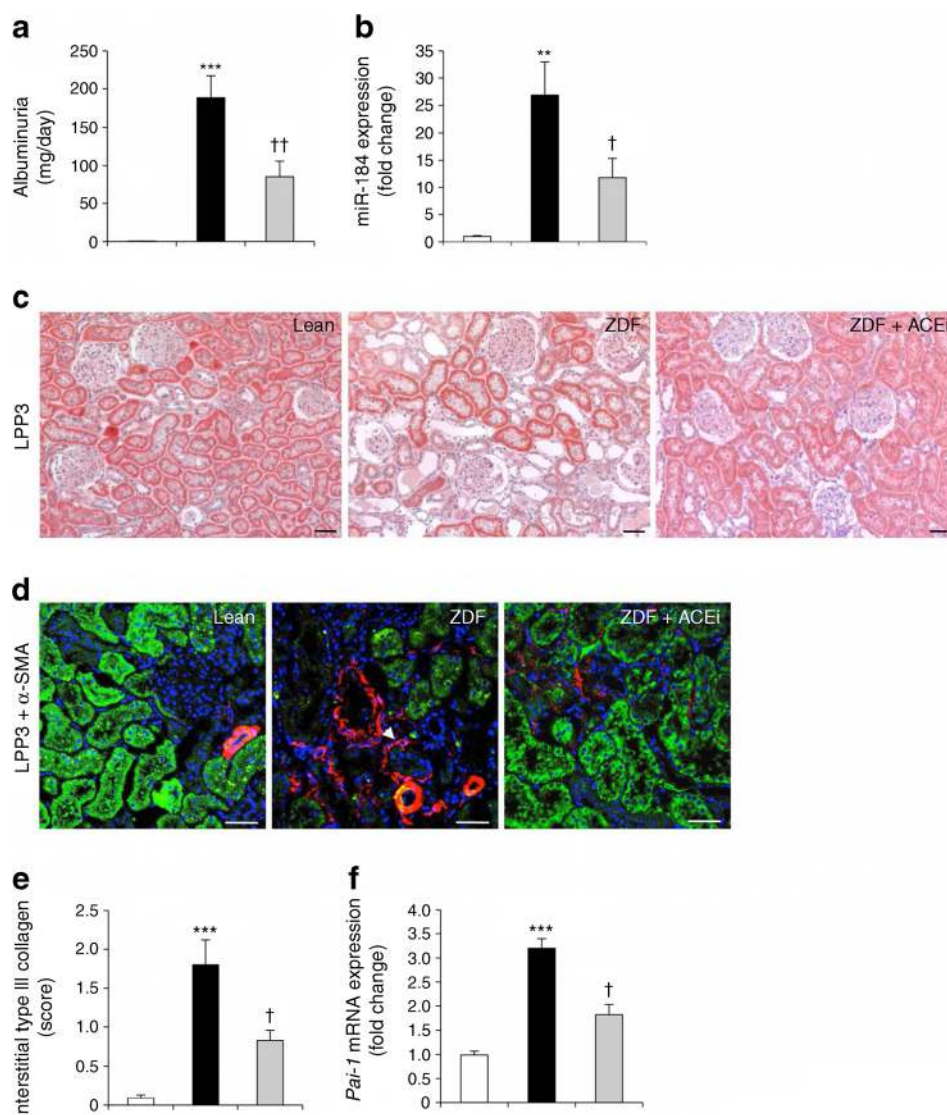 a
Albuminuria
(mg/day)
250
200
150
100
50
0
***
††
b
miR-184 expression
(fold change)
35
30
25
20
15
10
5
0
**
†
c
LPP3
Lean
ZDF
ZDF + ACEi
d
LPP3 + α-SMA
Lean
ZDF
ZDF + ACEi
e
nterstitial type III collagen
(score)
2.5
2.0
1.5
1.0
0.5
0
***
†
f
Pai-1 mRNA expression
(fold change)
4.0
3.5
3.0
2.5
2.0
1.5
1.0
0.5
0.0
***
†